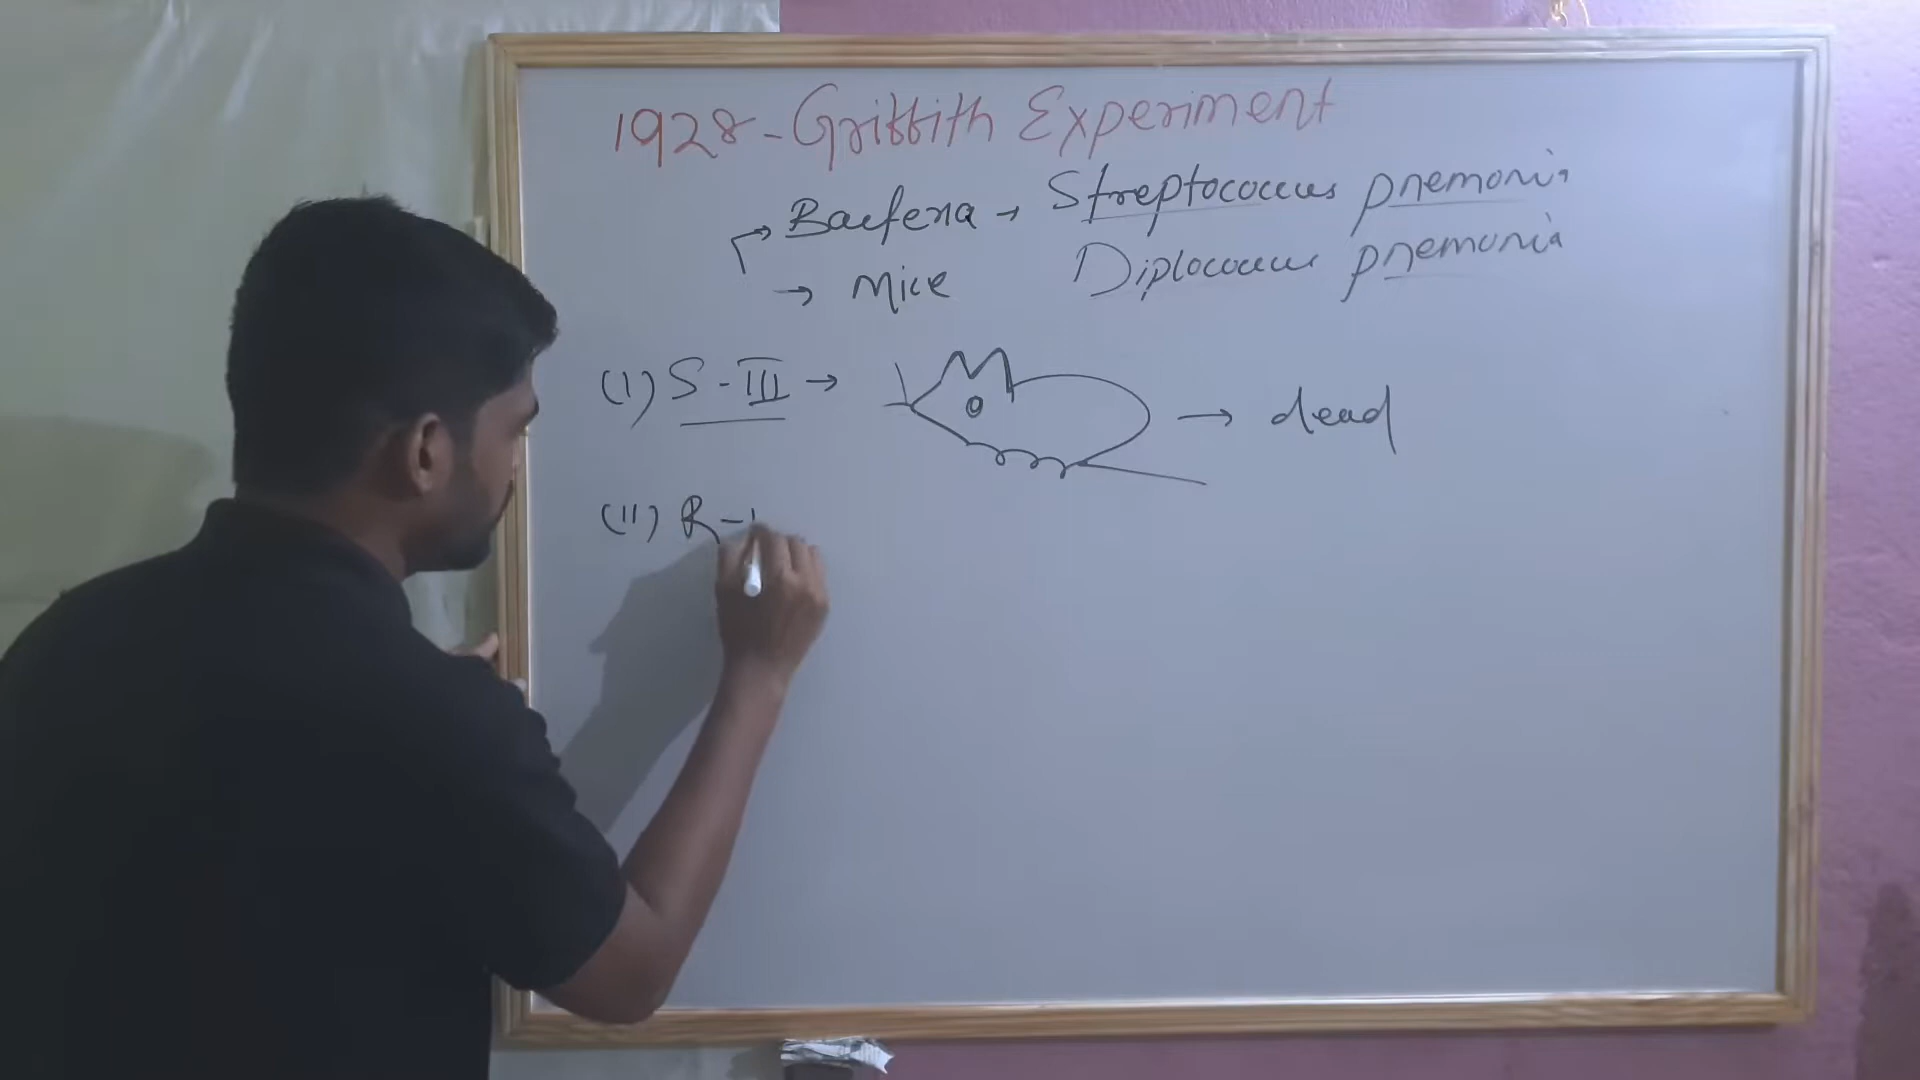 1928 - Griffith Experiment
→ Bacteria → Streptococcus pnemonia
→ Mice Diplococcus pnemonia
(I) S - III → → dead
(II) R -